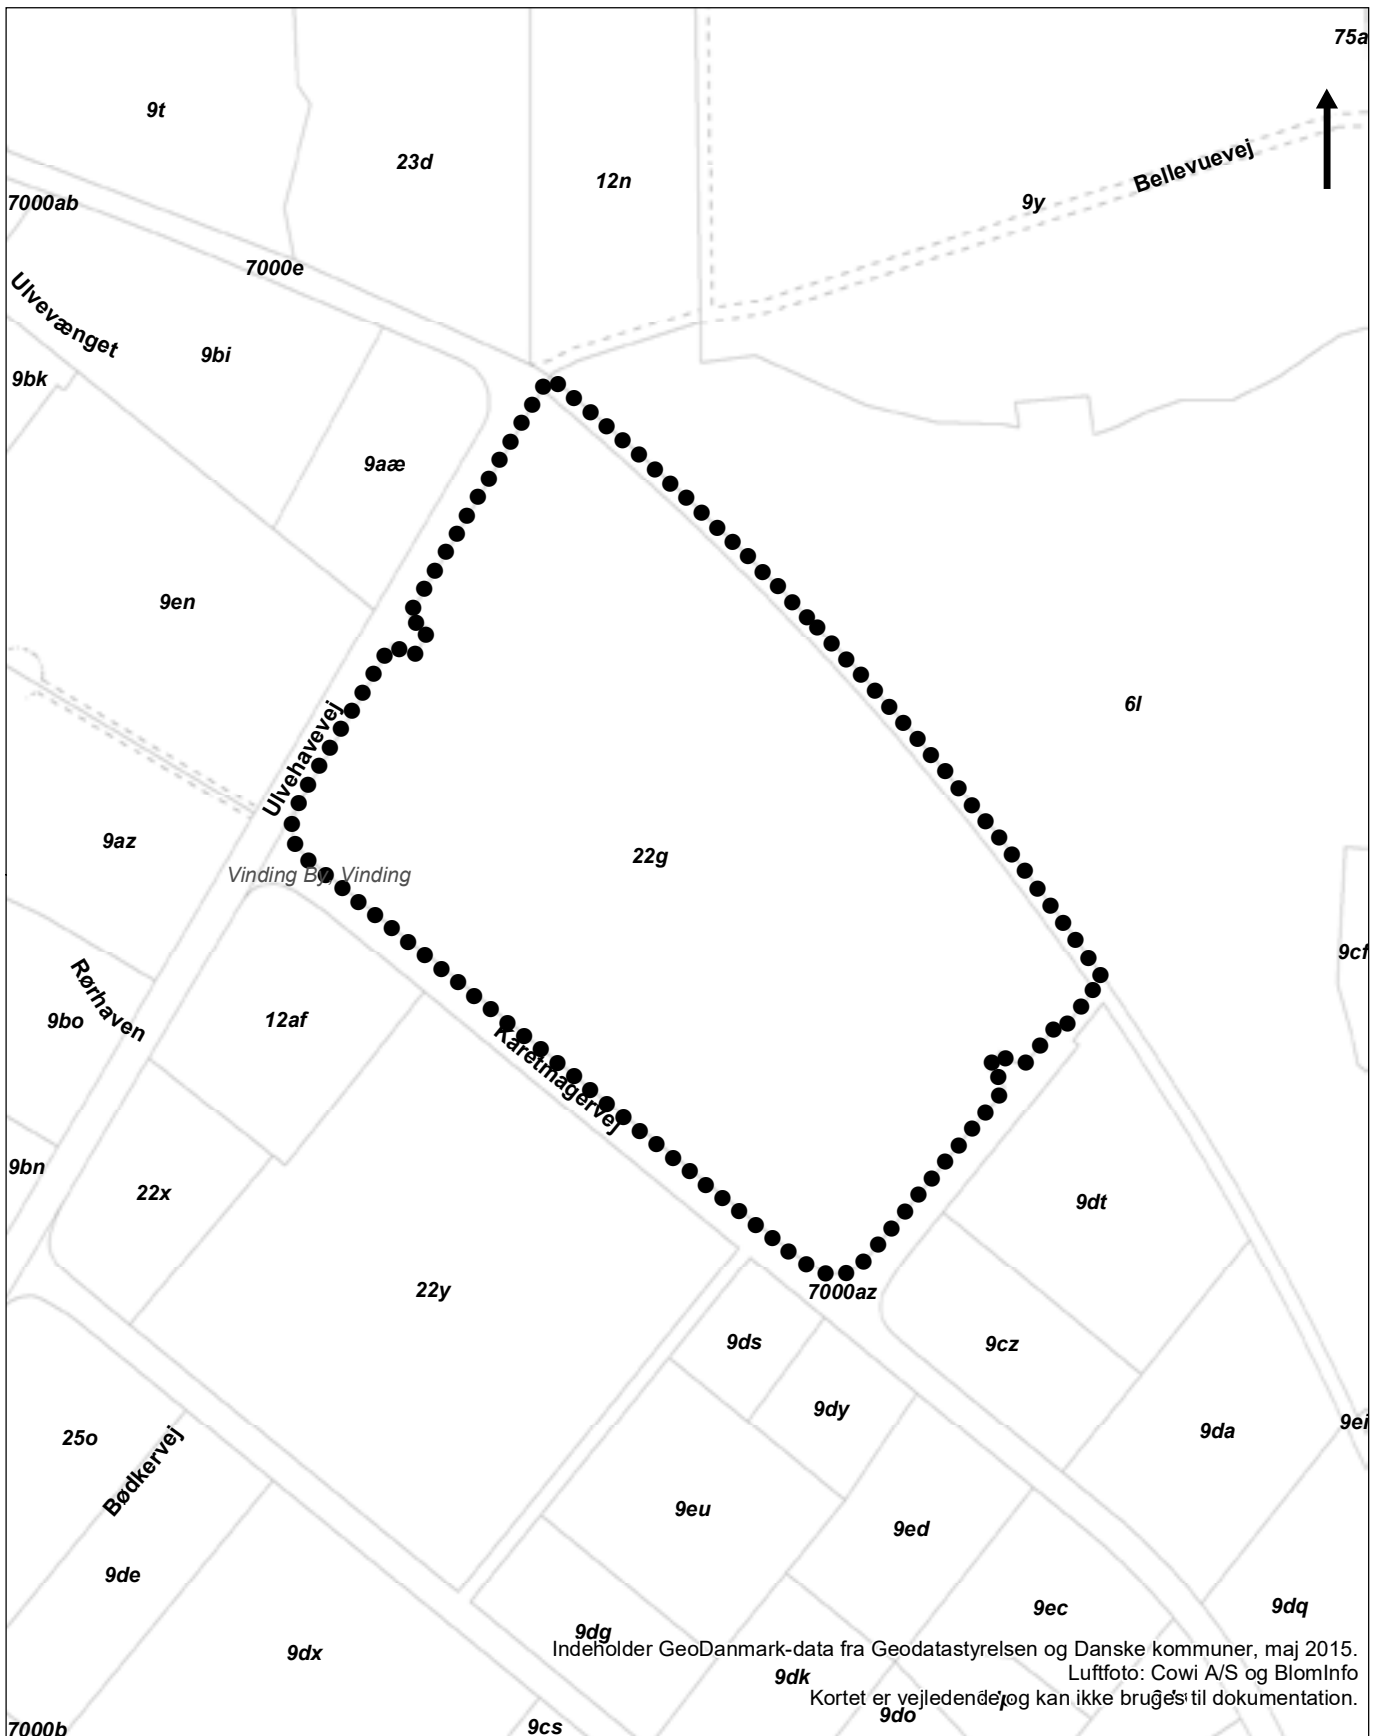 75a
9t
23d
12n
Bellevuevej
9y
7000ab
7000e
Ulvevænget
9bi
9bk
9aæ
9en
6l
Ulvehavevej
9az
22g
Vinding By, Vinding
9cf
Rørhaven
9bo
12af
Karetmagervej
9bn
22x
9dt
22y
7000az
9ds
9cz
9dy
9da
9ei
25o
Bødkervej
9eu
9ed
9de
9ec
9dq
9dg
9dx
Indeholder GeoDanmark-data fra Geodatastyrelsen og Danske kommuner, maj 2015.
9dk
Luftfoto: Cowi A/S og BlomInfo
Kortet er vejledende og kan ikke bruges til dokumentation.
9do
7000b
9cs